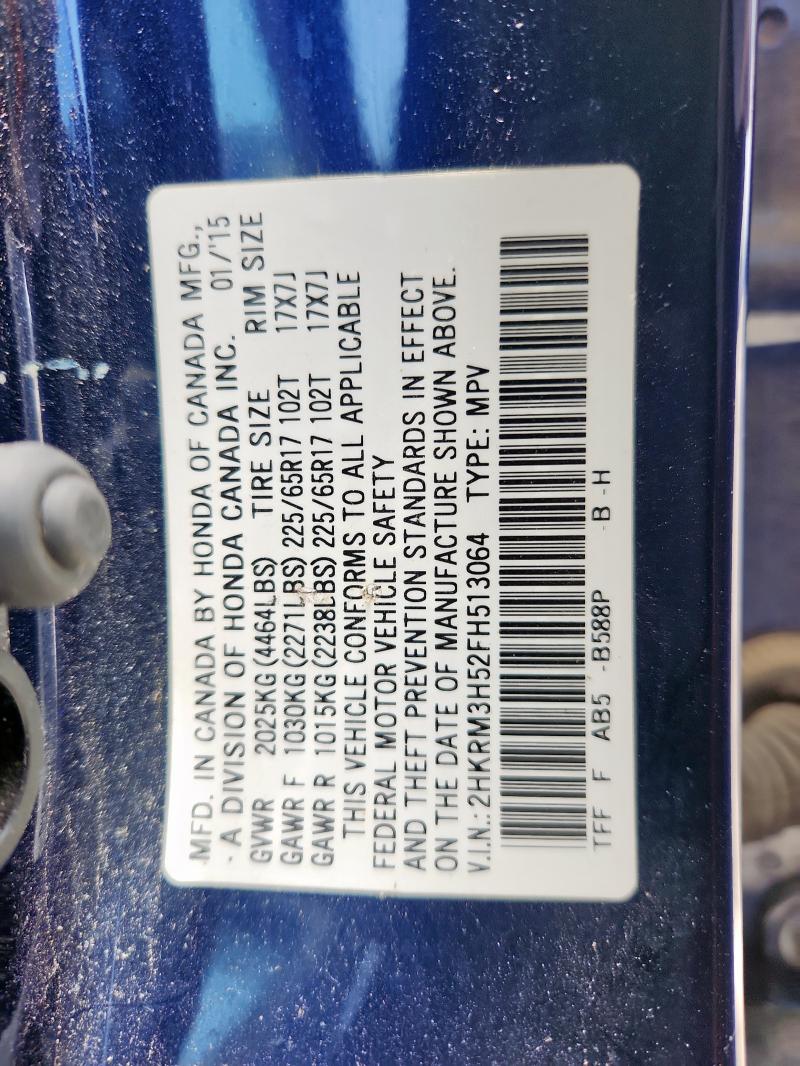 MFD. IN CANADA BY HONDA OF CANADA MFG.,
A DIVISION OF HONDA CANADA INC. 01/'15
GVWR 2025KG(4464LBS) TIRE SIZE RIM SIZE
GAWR F 1030KG(2271LBS) 225/65R17 102T 17X7J
GAWR R 1015KG(2238LBS) 225/65R17 102T 17X7J
THIS VEHICLE CONFORMS TO ALL APPLICABLE
FEDERAL MOTOR VEHICLE SAFETY
AND THEFT PREVENTION STANDARDS IN EFFECT
ON THE DATE OF MANUFACTURE SHOWN ABOVE.
V.I.N.: 2HKRM3H52FH513064 TYPE: MPV
TFF F AB5 -B588P -B -H